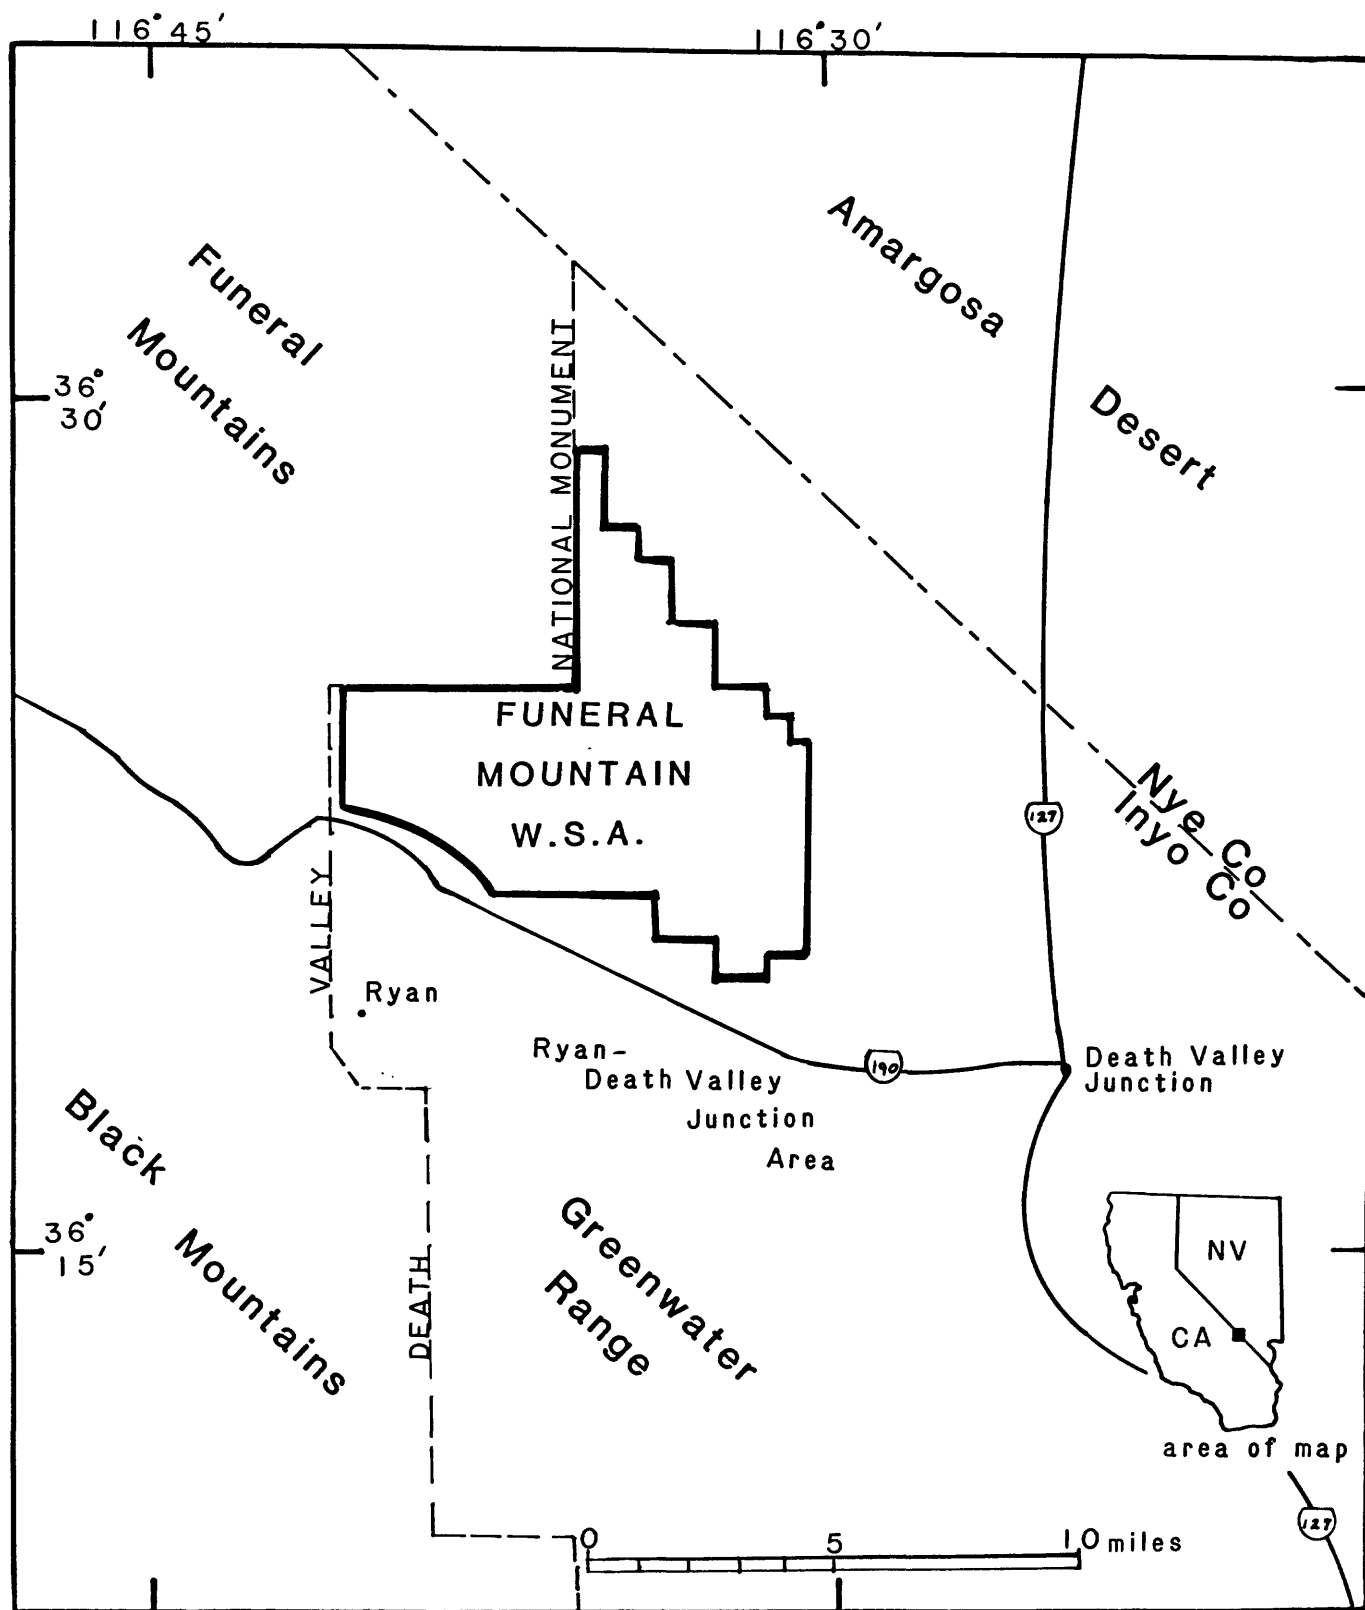 116° 45′
116° 30′
Amargosa
Desert
Funeral
Mountains
36°
30′
NATIONAL MONUMENT
FUNERAL
MOUNTAIN
W.S.A.
127
Nye Co
Inyo Co
VALLEY
Ryan
Ryan-
Death Valley
Junction
Area
190
Death Valley
Junction
Black
Mountains
36°
15′
DEATH
Greenwater
Range
NV
CA
area of map
127
0 5 10 miles